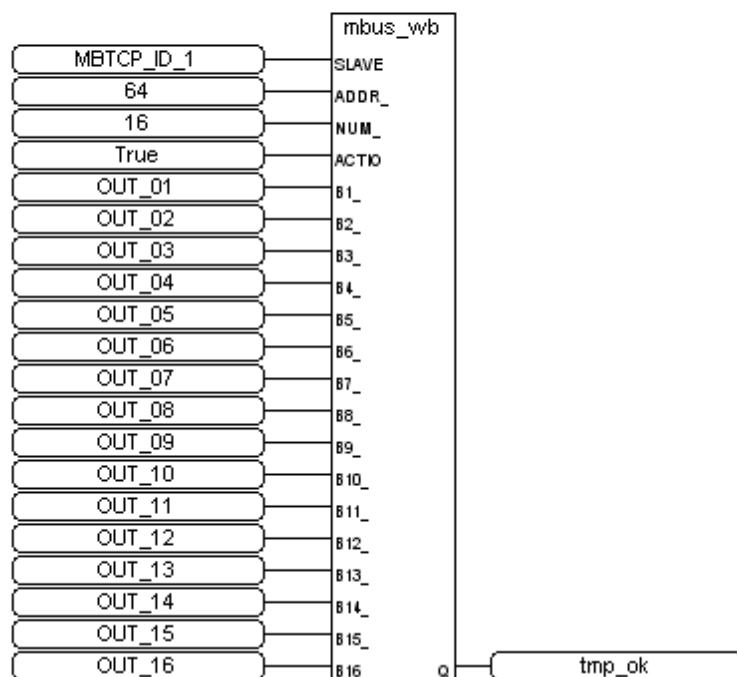 mbus_wb
MBTCP_ID_1 SLAVE
64 ADDR_
16 NUM_
True ACTIO
OUT_01 B1_
OUT_02 B2_
OUT_03 B3_
OUT_04 B4_
OUT_05 B5_
OUT_06 B6_
OUT_07 B7_
OUT_08 B8_
OUT_09 B9_
OUT_10 B10_
OUT_11 B11_
OUT_12 B12_
OUT_13 B13_
OUT_14 B14_
OUT_15 B15_
OUT_16 B16 Q tmp_ok